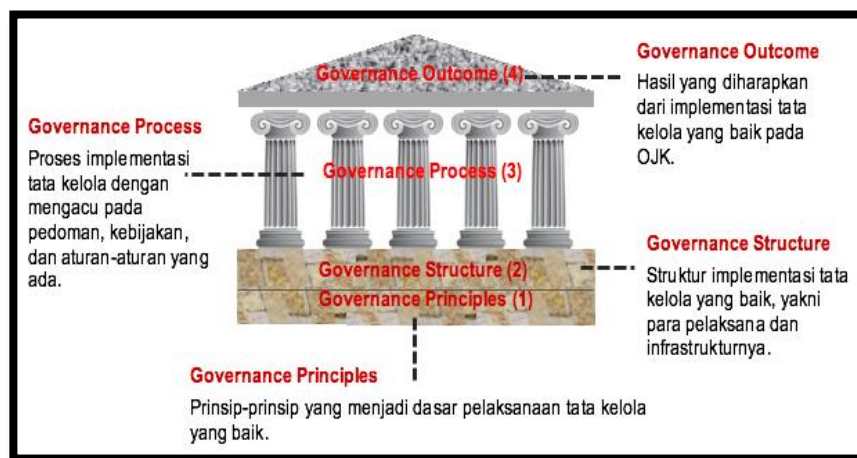 Governance Outcome (4)
Governance Outcome
Hasil yang diharapkan
dari implementasi tata
kelola yang baik pada
OJK.
Governance Process
Proses implementasi
tata kelola dengan
mengacu pada
pedoman, kebijakan,
dan aturan-aturan yang
ada.
Governance Process (3)
Governance Structure
Struktur implementasi tata
kelola yang baik, yakni
para pelaksana dan
infrastrukturnya.
Governance Structure (2)
Governance Principles (1)
Governance Principles
Prinsip-prinsip yang menjadi dasar pelaksanaan tata kelola
yang baik.